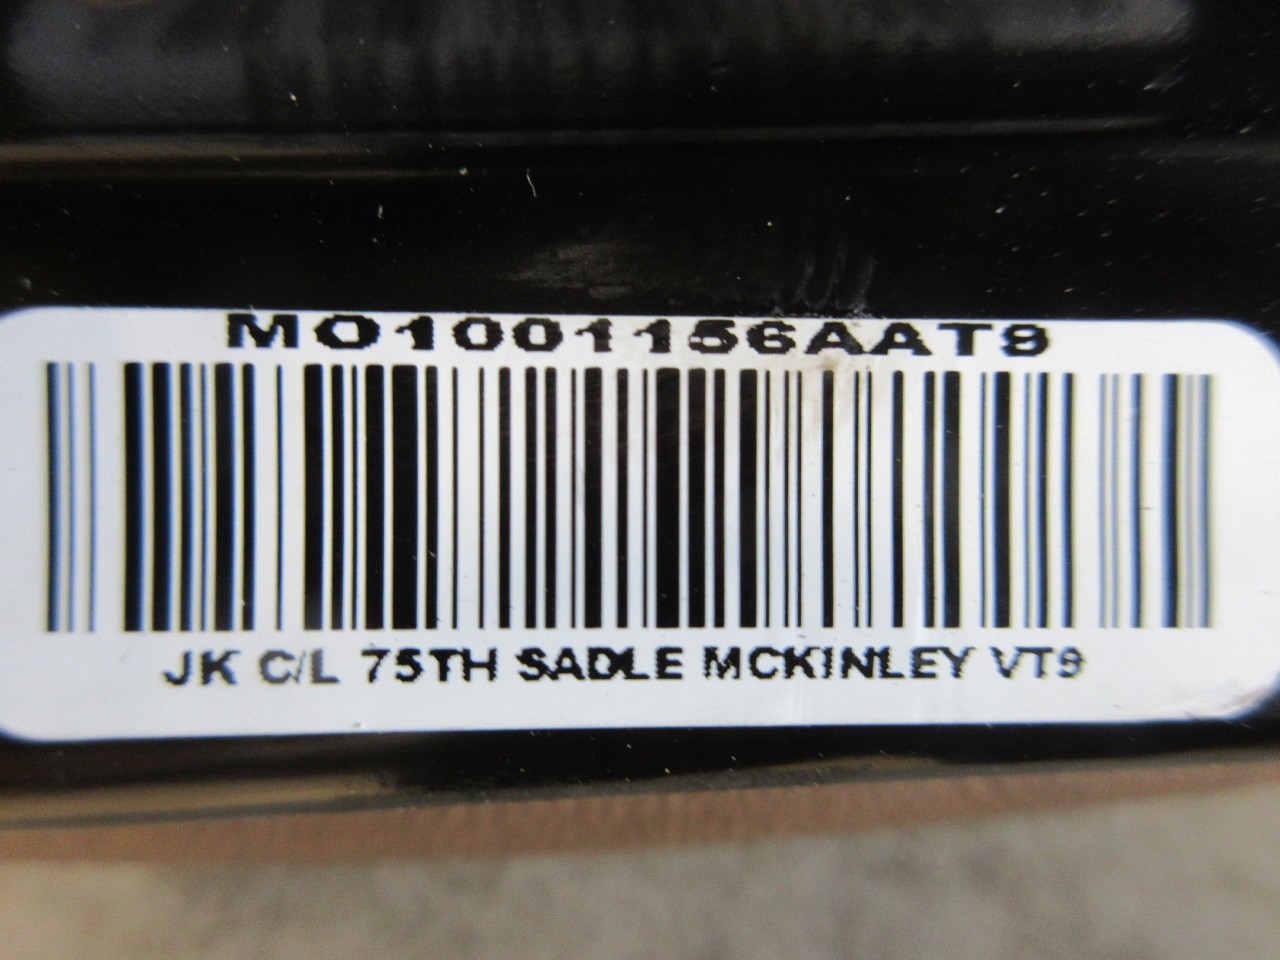 MO1001156AAT9
JK C/L 75TH SADLE MCKINLEY VT9